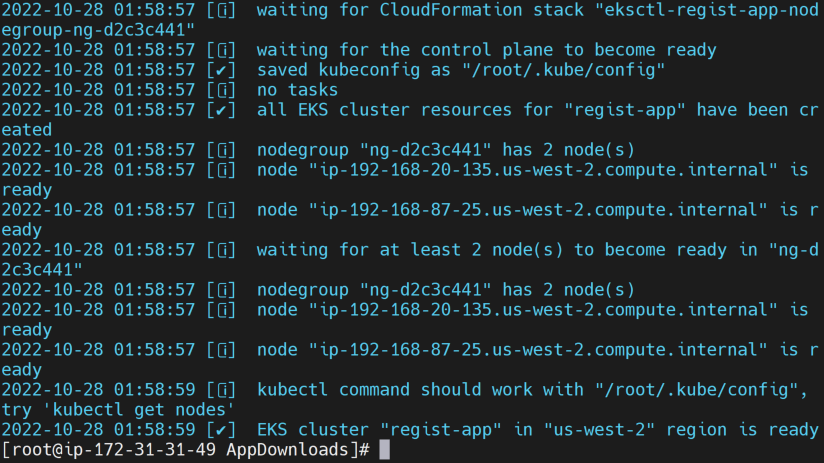 2022-10-28 01:58:57 [ℹ]  waiting for CloudFormation stack "eksctl-regist-app-nod
egroup-ng-d2c3c441"
2022-10-28 01:58:57 [ℹ]  waiting for the control plane to become ready
2022-10-28 01:58:57 [✔]  saved kubeconfig as "/root/.kube/config"
2022-10-28 01:58:57 [ℹ]  no tasks
2022-10-28 01:58:57 [✔]  all EKS cluster resources for "regist-app" have been cr
eated
2022-10-28 01:58:57 [ℹ]  nodegroup "ng-d2c3c441" has 2 node(s)
2022-10-28 01:58:57 [ℹ]  node "ip-192-168-20-135.us-west-2.compute.internal" is
ready
2022-10-28 01:58:57 [ℹ]  node "ip-192-168-87-25.us-west-2.compute.internal" is r
eady
2022-10-28 01:58:57 [ℹ]  waiting for at least 2 node(s) to become ready in "ng-d
2c3c441"
2022-10-28 01:58:57 [ℹ]  nodegroup "ng-d2c3c441" has 2 node(s)
2022-10-28 01:58:57 [ℹ]  node "ip-192-168-20-135.us-west-2.compute.internal" is
ready
2022-10-28 01:58:57 [ℹ]  node "ip-192-168-87-25.us-west-2.compute.internal" is r
eady
2022-10-28 01:58:59 [ℹ]  kubectl command should work with "/root/.kube/config",
try 'kubectl get nodes'
2022-10-28 01:58:59 [✔]  EKS cluster "regist-app" in "us-west-2" region is ready
[root@ip-172-31-31-49 AppDownloads]#